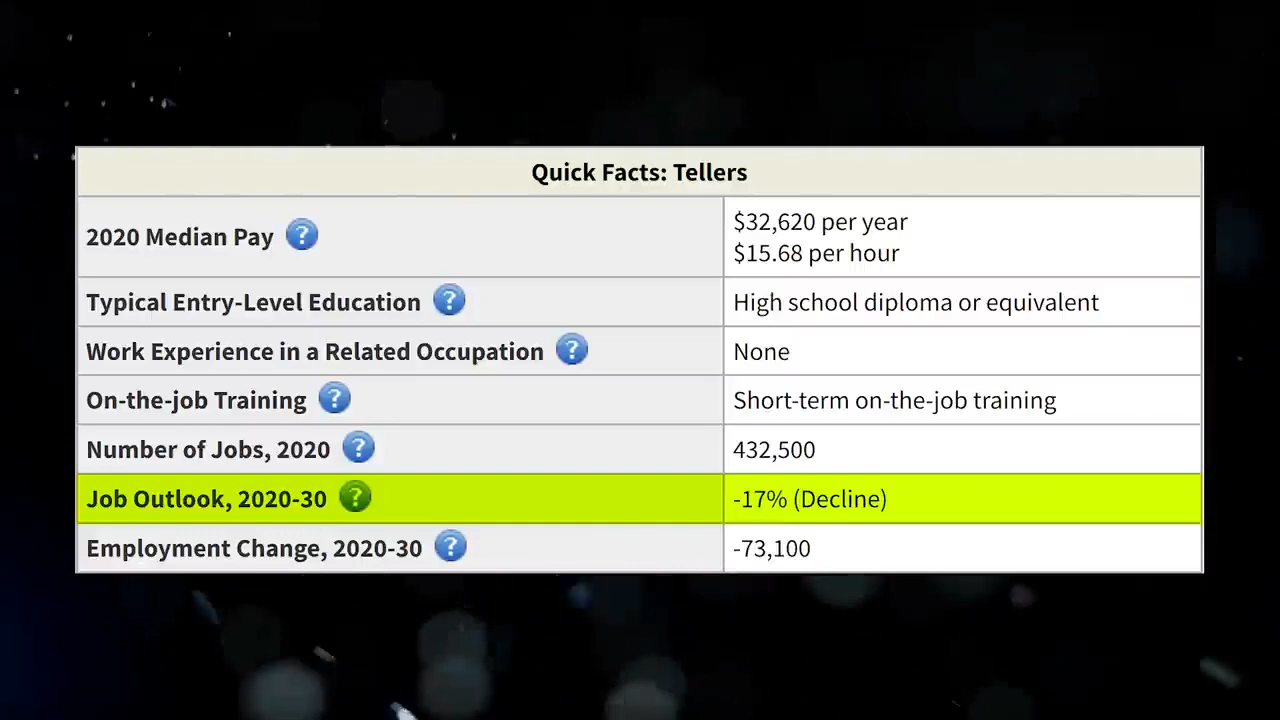 Quick Facts: Tellers
2020 Median Pay ?
$32,620 per year
$15.68 per hour
Typical Entry-Level Education ?
High school diploma or equivalent
Work Experience in a Related Occupation ?
None
On-the-job Training ?
Short-term on-the-job training
Number of Jobs, 2020 ?
432,500
Job Outlook, 2020-30 ?
-17% (Decline)
Employment Change, 2020-30 ?
-73,100